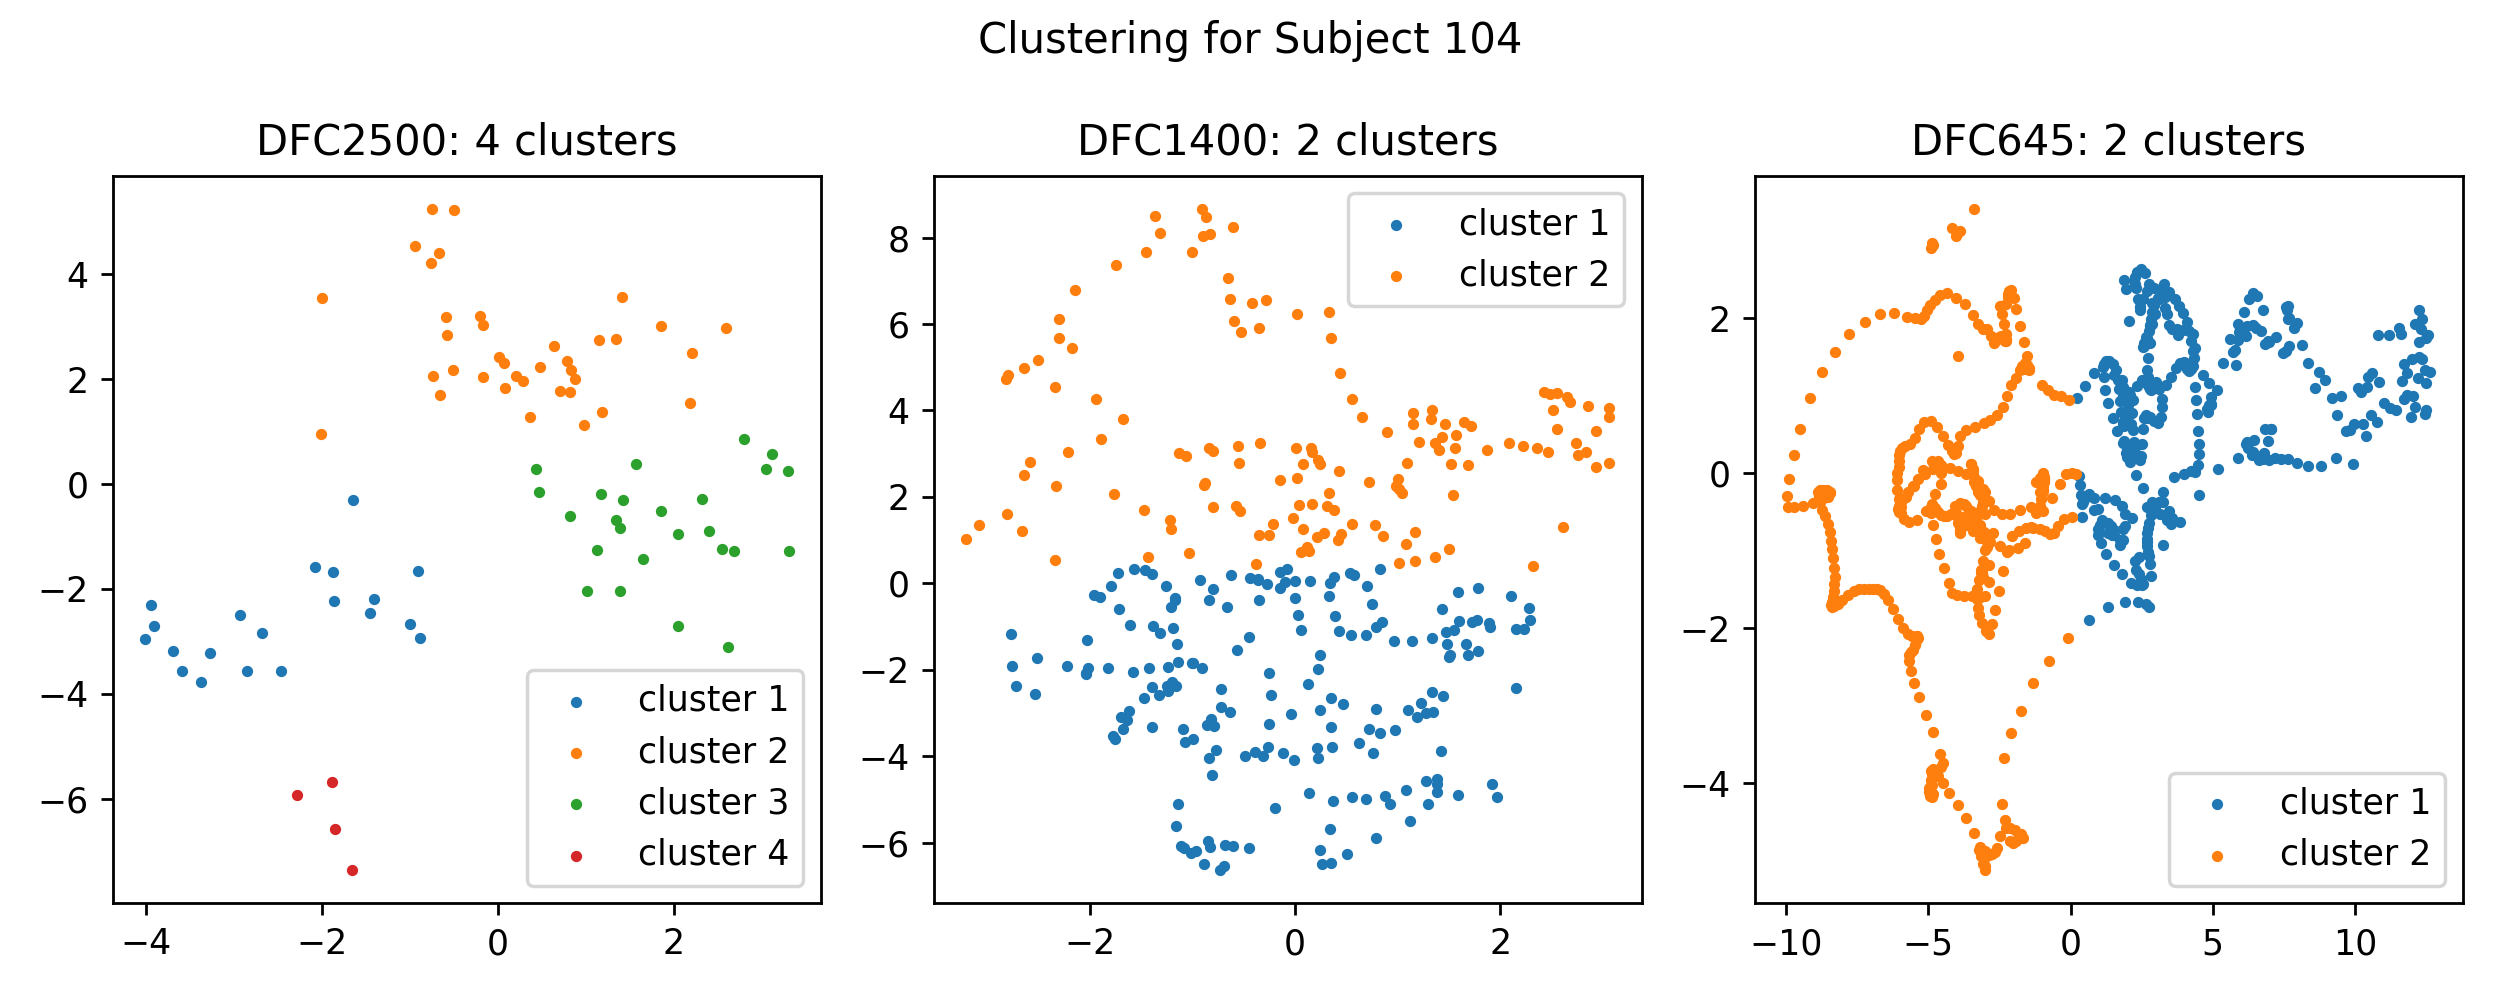 Clustering for Subject 104
DFC2500: 4 clusters
4
2
0
−2
−4
−6
−4
−2
0
2
cluster 1
cluster 2
cluster 3
cluster 4
DFC1400: 2 clusters
8
6
4
2
0
−2
−4
−6
−2
0
2
cluster 1
cluster 2
DFC645: 2 clusters
2
0
−2
−4
−10
−5
0
5
10
cluster 1
cluster 2